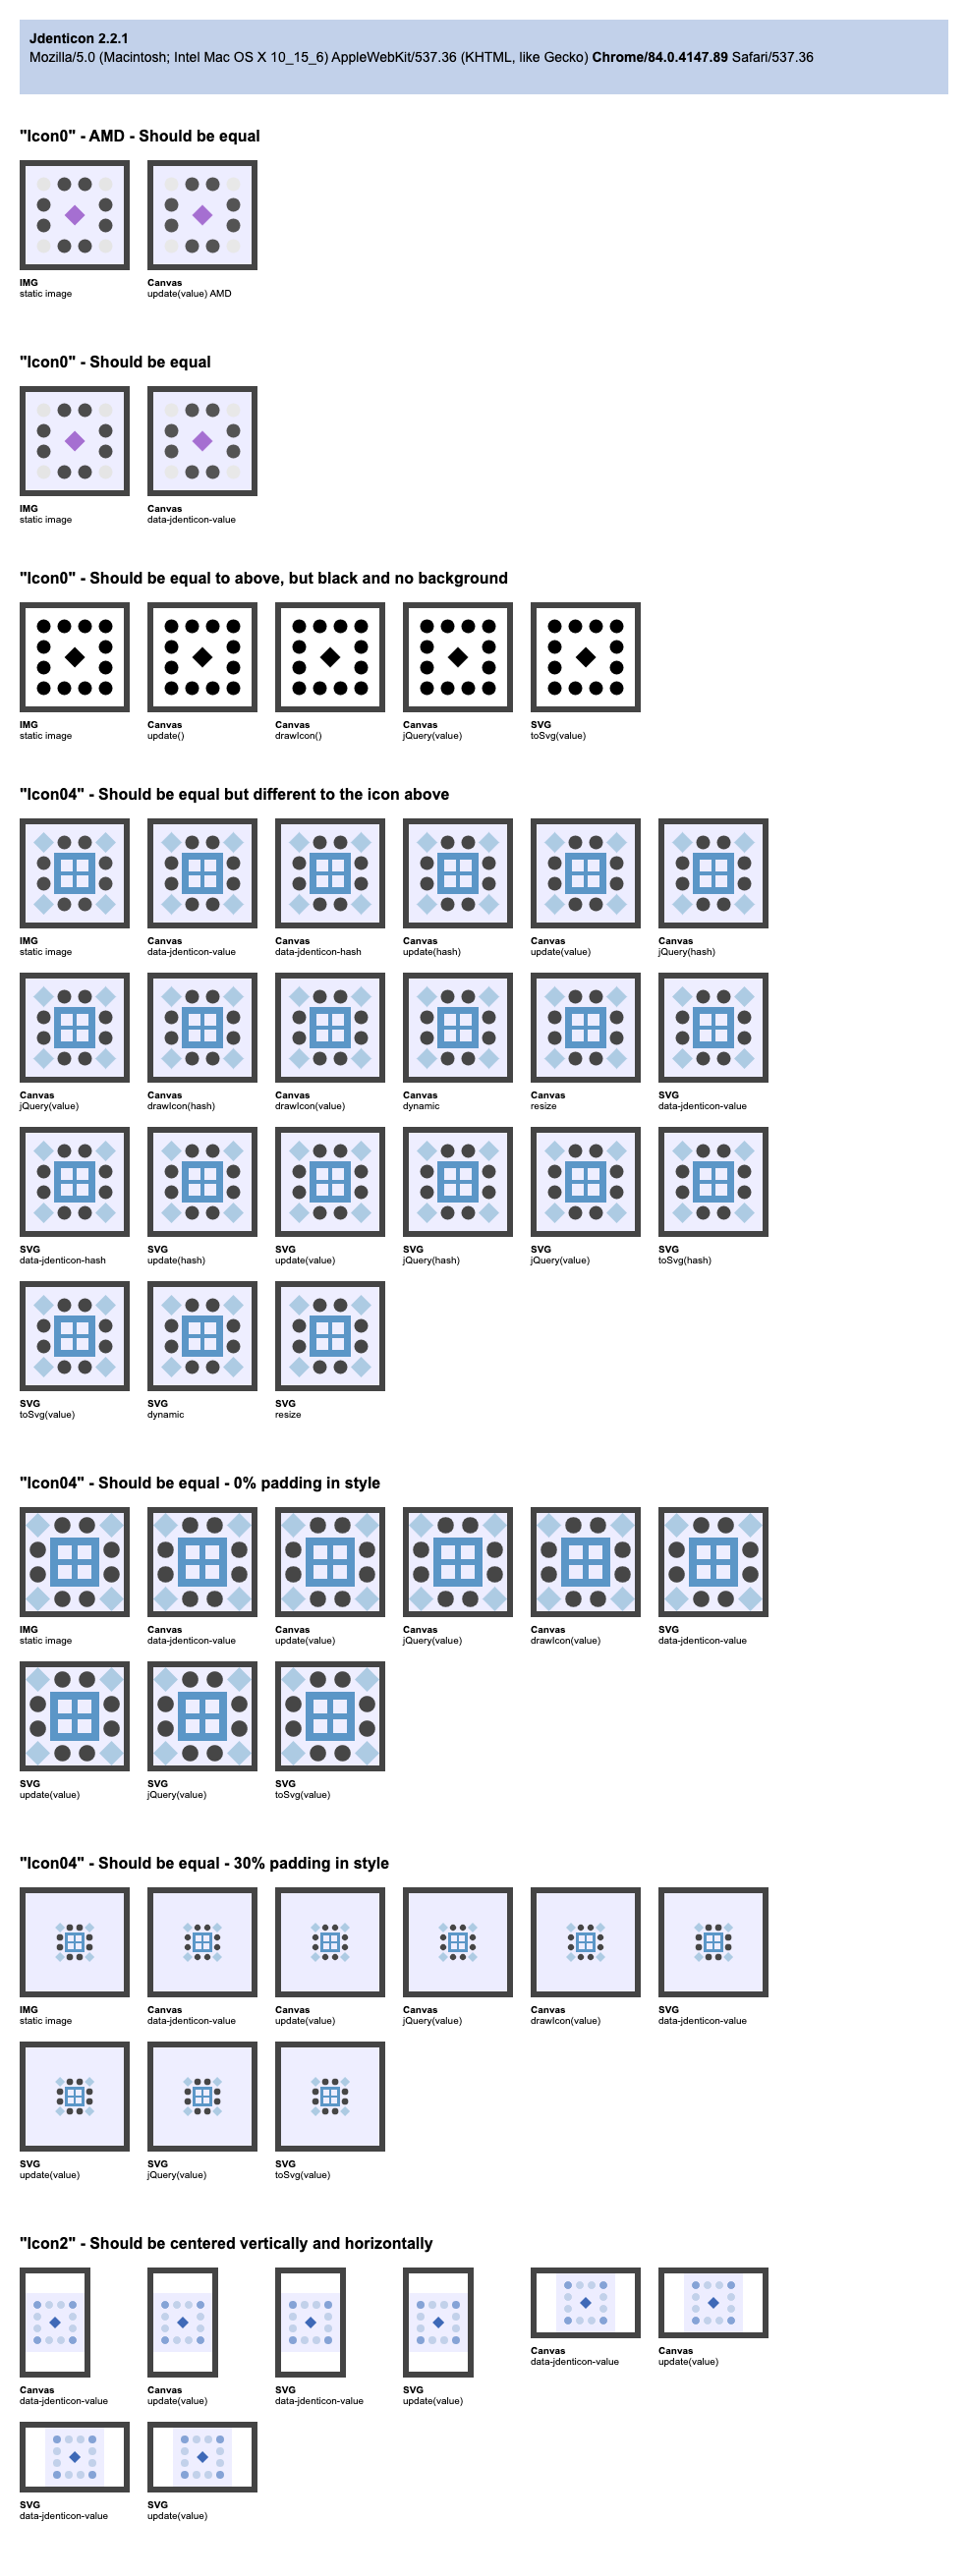 Jdenticon 2.2.1
Mozilla/5.0 (Macintosh; Intel Mac OS X 10_15_6) AppleWebKit/537.36 (KHTML, like Gecko) Chrome/84.0.4147.89 Safari/537.36
"Icon0" - AMD - Should be equal
IMG
static image
Canvas
update(value) AMD
"Icon0" - Should be equal
IMG
static image
Canvas
data-jdenticon-value
"Icon0" - Should be equal to above, but black and no background
IMG
static image
Canvas
update()
Canvas
drawIcon()
Canvas
jQuery(value)
SVG
toSvg(value)
"Icon04" - Should be equal but different to the icon above
IMG
static image
Canvas
data-jdenticon-value
Canvas
data-jdenticon-hash
Canvas
update(hash)
Canvas
update(value)
Canvas
jQuery(hash)
Canvas
jQuery(value)
Canvas
drawIcon(hash)
Canvas
drawIcon(value)
Canvas
dynamic
Canvas
resize
SVG
data-jdenticon-value
SVG
data-jdenticon-hash
SVG
update(hash)
SVG
update(value)
SVG
jQuery(hash)
SVG
jQuery(value)
SVG
toSvg(hash)
SVG
toSvg(value)
SVG
dynamic
SVG
resize
"Icon04" - Should be equal - 0% padding in style
IMG
static image
Canvas
data-jdenticon-value
Canvas
update(value)
Canvas
jQuery(value)
Canvas
drawIcon(value)
SVG
data-jdenticon-value
SVG
update(value)
SVG
jQuery(value)
SVG
toSvg(value)
"Icon04" - Should be equal - 30% padding in style
IMG
static image
Canvas
data-jdenticon-value
Canvas
update(value)
Canvas
jQuery(value)
Canvas
drawIcon(value)
SVG
data-jdenticon-value
SVG
update(value)
SVG
jQuery(value)
SVG
toSvg(value)
"Icon2" - Should be centered vertically and horizontally
Canvas
data-jdenticon-value
Canvas
update(value)
SVG
data-jdenticon-value
SVG
update(value)
Canvas
data-jdenticon-value
Canvas
update(value)
SVG
data-jdenticon-value
SVG
update(value)